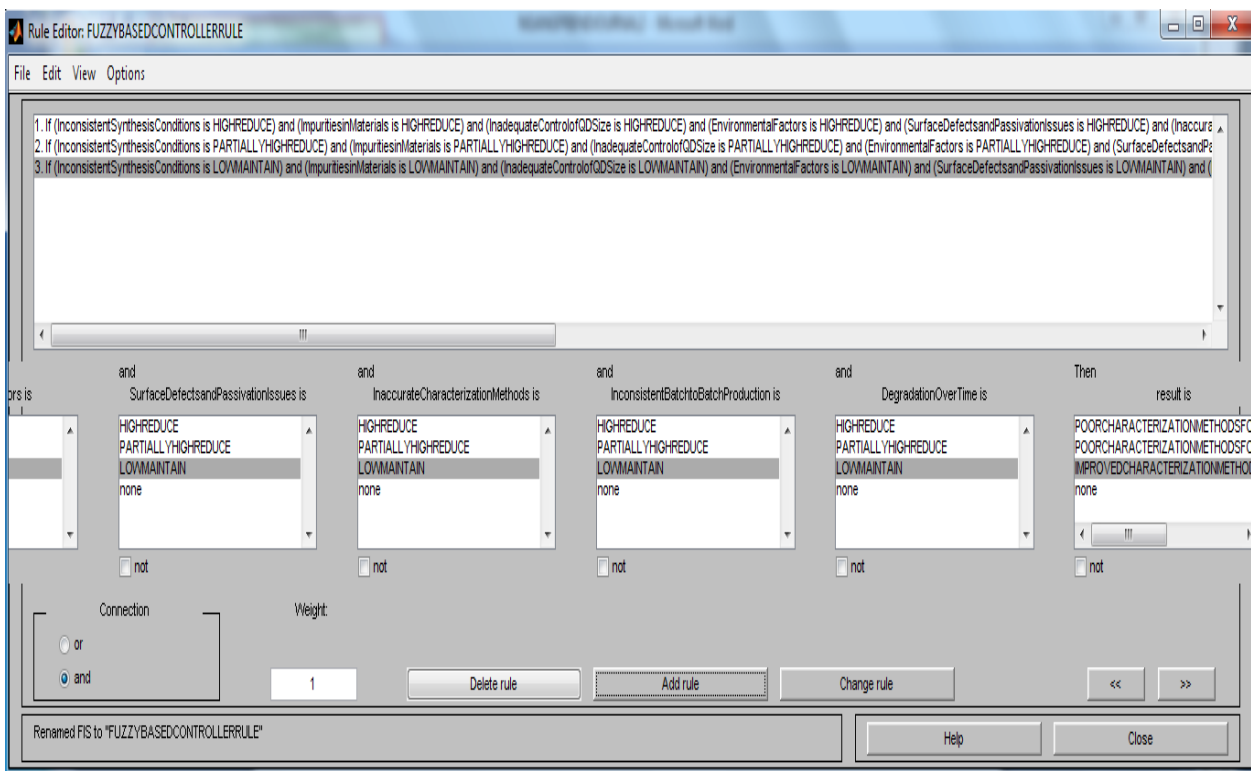 Rule Editor: FUZZYBASEDCONTROLLERRULE
File Edit View Options
1. If (InconsistentSynthesisConditions is HIGHREDUCE) and (ImpuritiesinMaterials is HIGHREDUCE) and (InadequateControlofQDSize is HIGHREDUCE) and (EnvironmentalFactors is HIGHREDUCE) and (SurfaceDefectsandPassivationIssues is HIGHREDUCE) and (Inaccura
2. If (InconsistentSynthesisConditions is PARTIALLYHIGHREDUCE) and (ImpuritiesinMaterials is PARTIALLYHIGHREDUCE) and (InadequateControlofQDSize is PARTIALLYHIGHREDUCE) and (EnvironmentalFactors is PARTIALLYHIGHREDUCE) and (SurfaceDefectsandPa
3. If (InconsistentSynthesisConditions is LOWMAINTAIN) and (ImpuritiesinMaterials is LOWMAINTAIN) and (InadequateControlofQDSize is LOWMAINTAIN) and (EnvironmentalFactors is LOWMAINTAIN) and (SurfaceDefectsandPassivationIssues is LOWMAINTAIN) and (
and and and and Then
ors is SurfaceDefectsandPassivationIssues is InaccurateCharacterizationMethods is InconsistentBatchtoBatchProduction is DegradationOverTime is result is
HIGHREDUCE HIGHREDUCE HIGHREDUCE HIGHREDUCE POORCHARACTERIZATIONMETHODSFO
PARTIALLYHIGHREDUCE PARTIALLYHIGHREDUCE PARTIALLYHIGHREDUCE PARTIALLYHIGHREDUCE POORCHARACTERIZATIONMETHODSFO
LOWMAINTAIN LOWMAINTAIN LOWMAINTAIN LOWMAINTAIN IMPROVEDCHARACTERIZATIONMETHOD
none none none none none
not not not not not
Connection Weight:
or
and 1 Delete rule Add rule Change rule << >>
Renamed FIS to "FUZZYBASEDCONTROLLERRULE" Help Close